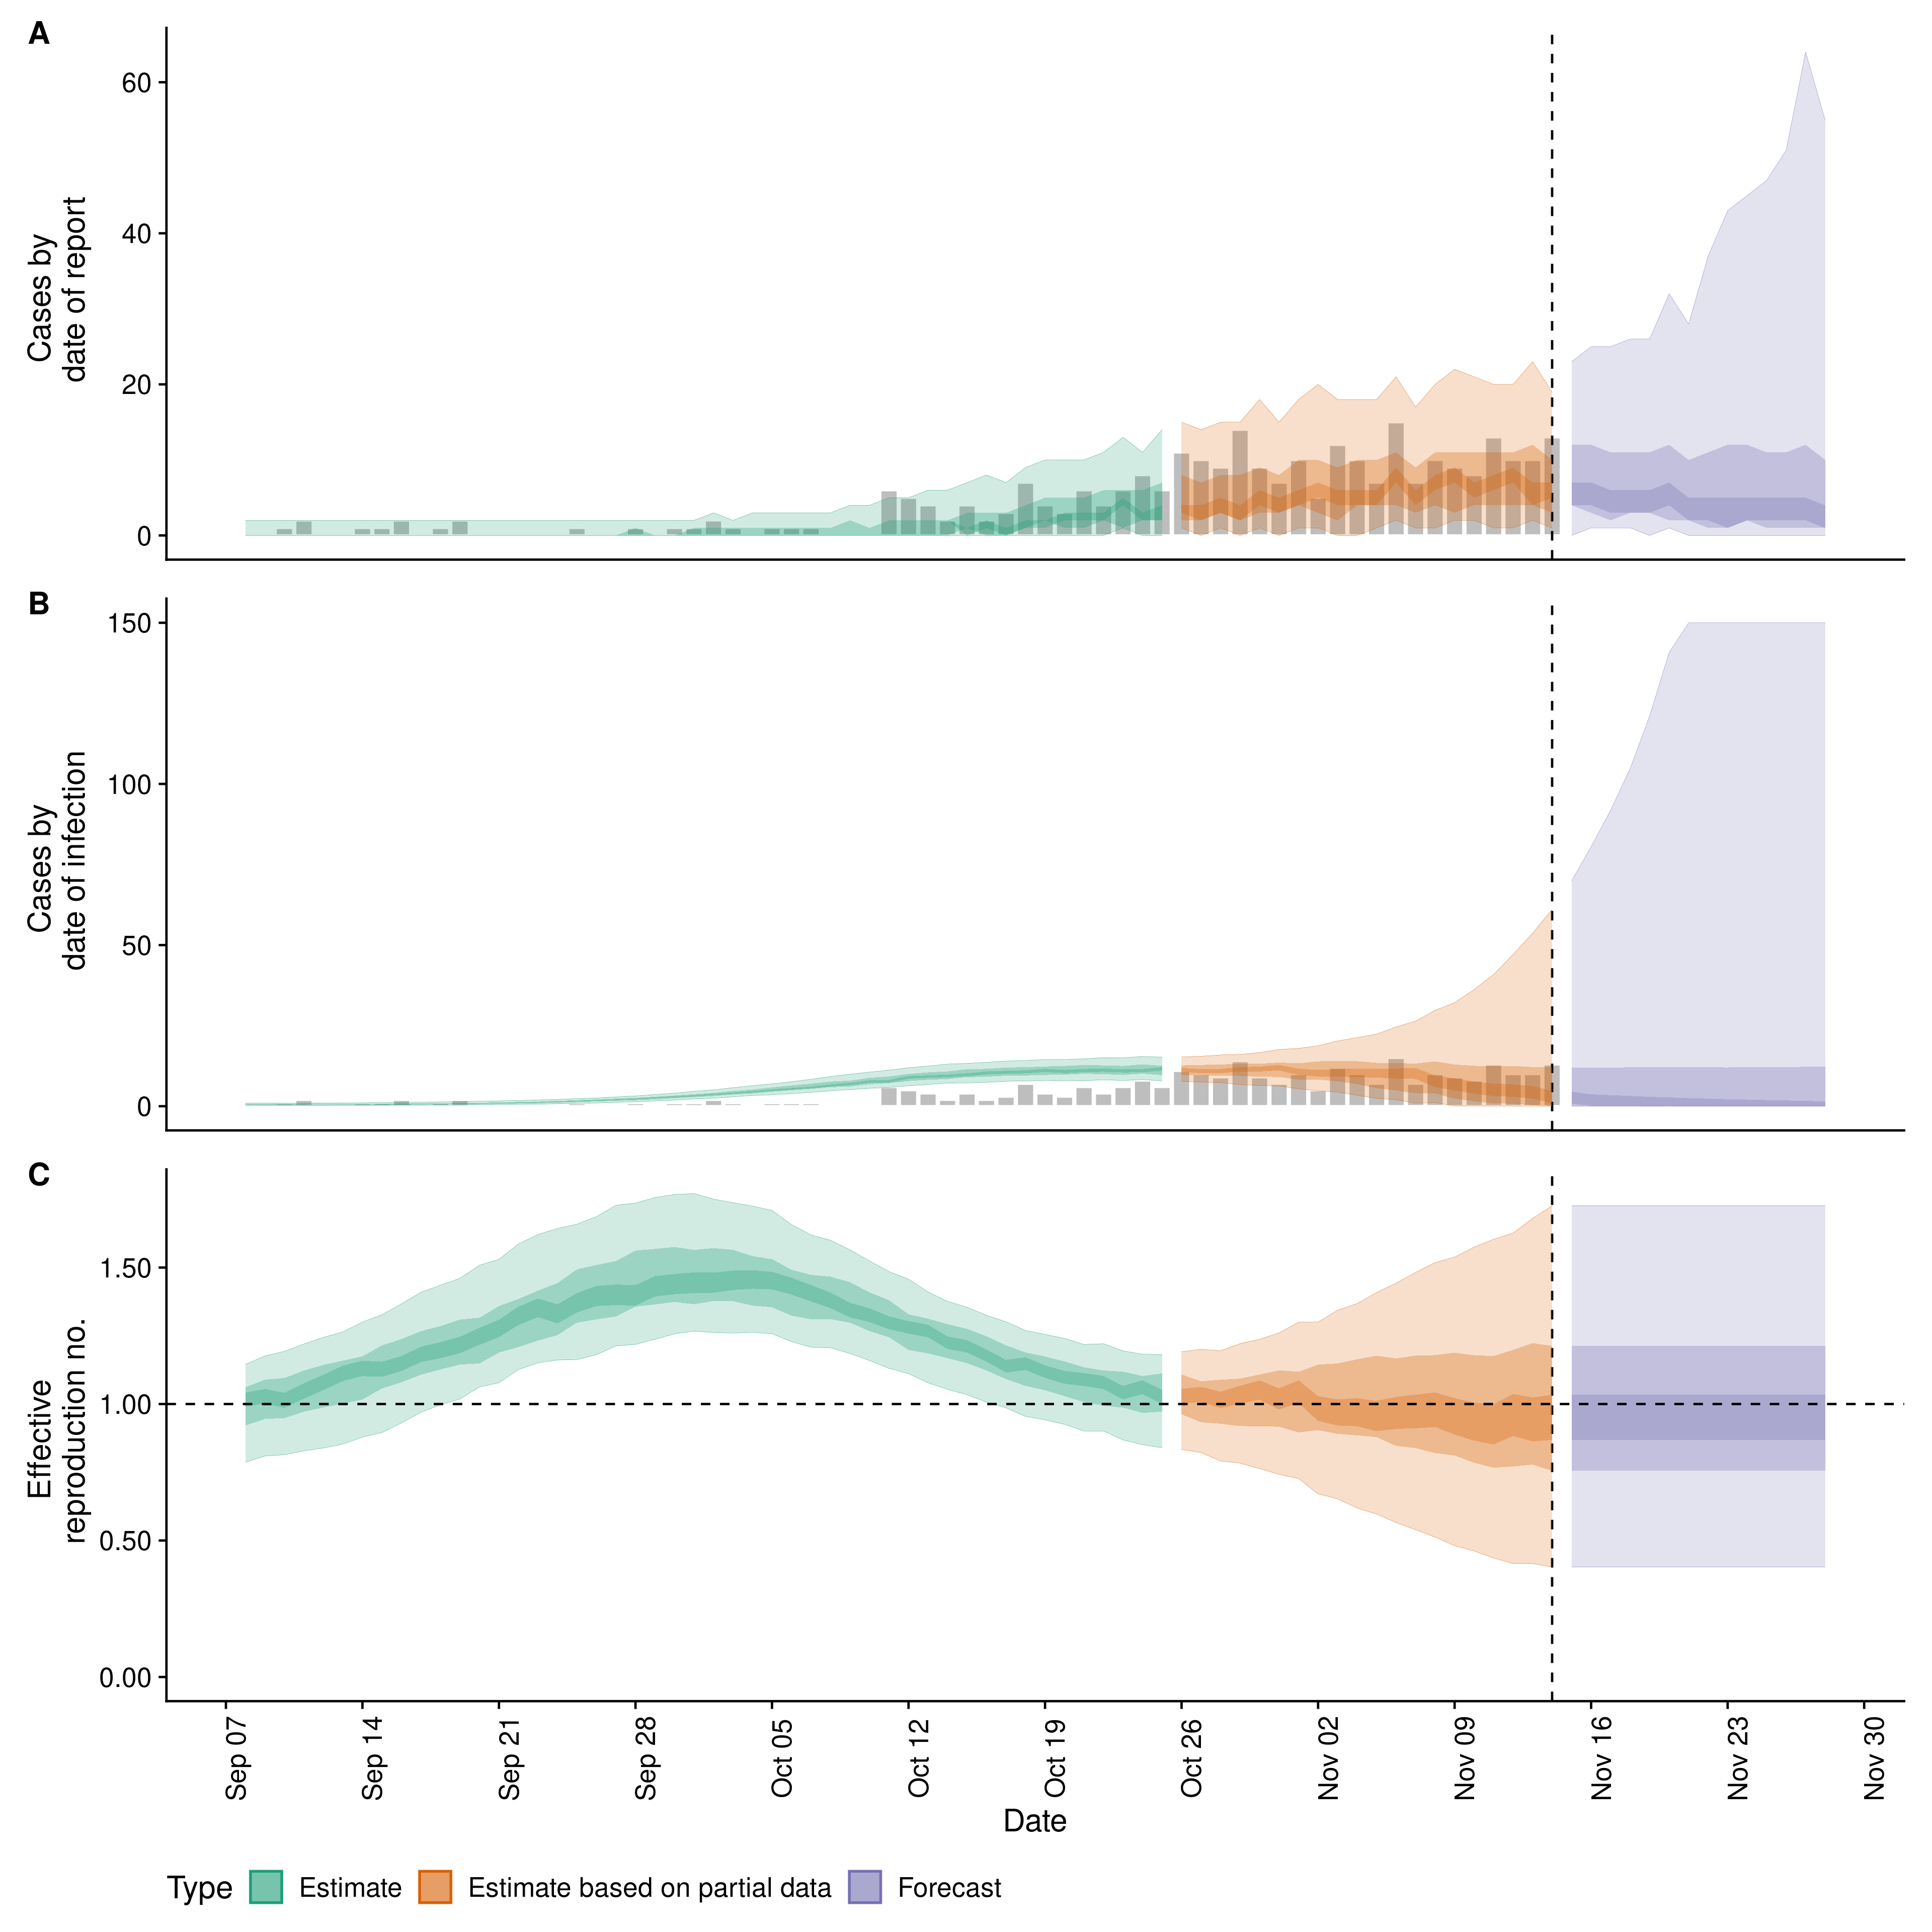 A
Cases by
date of report
60
40
20
0
B
Cases by
date of infection
150
100
50
0
C
Effective
reproduction no.
1.50
1.00
0.50
0.00
Sep 07
Sep 14
Sep 21
Sep 28
Oct 05
Oct 12
Oct 19
Oct 26
Nov 02
Nov 09
Nov 16
Nov 23
Nov 30
Date
Type
Estimate
Estimate based on partial data
Forecast